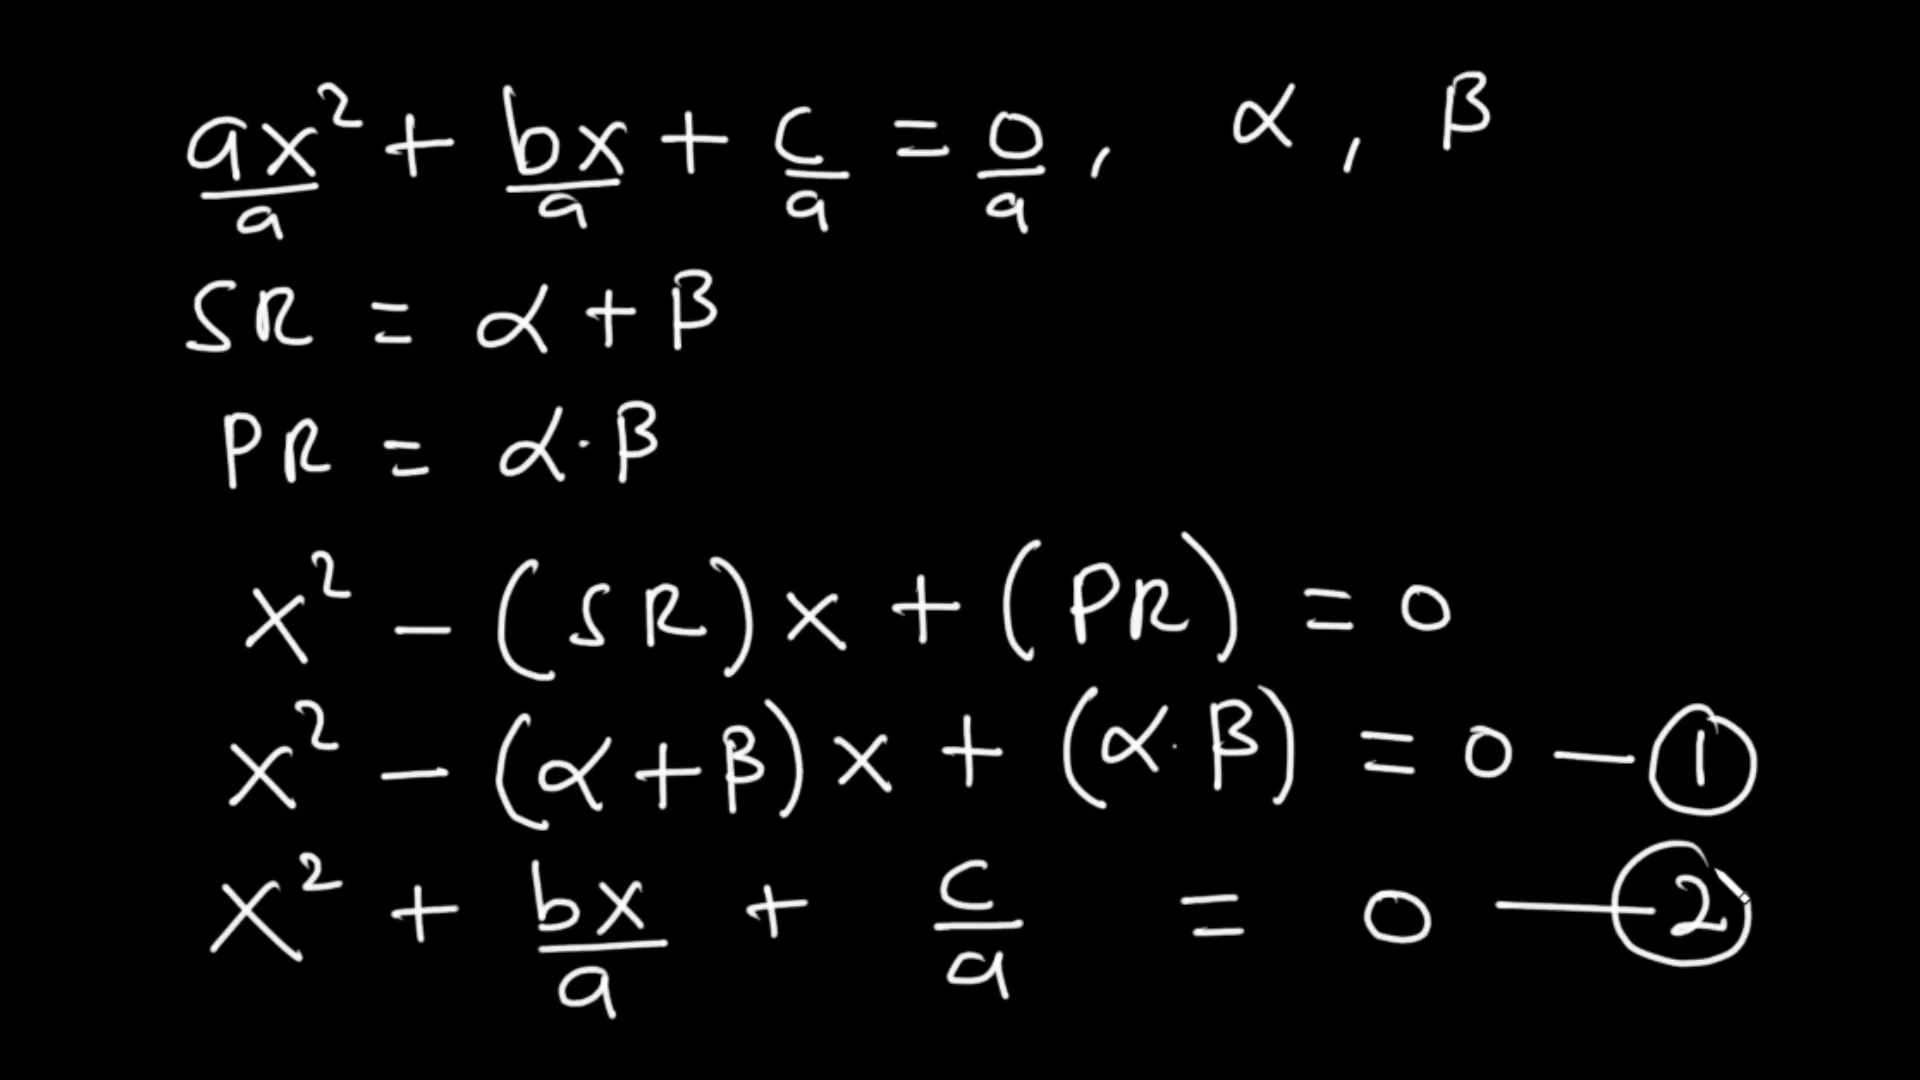 ax²/a + bx/a + c/a = 0/a , α , β
SR = α + β
PR = α · β
x² - (SR)x + (PR) = 0
x² - (α + β)x + (α · β) = 0 — ①
x² + bx/a + c/a = 0 — ②